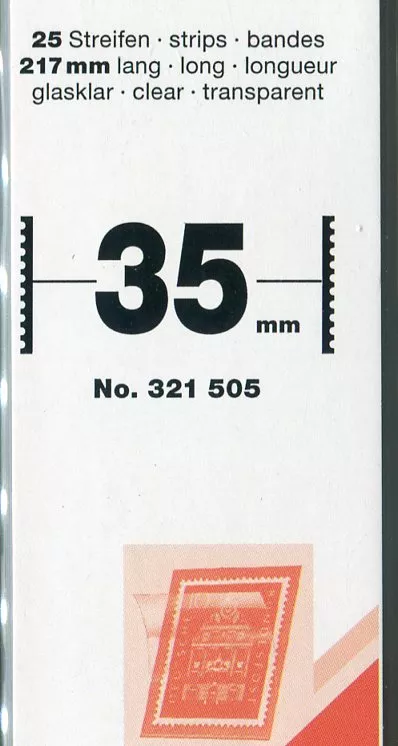 25 Streifen · strips · bandes
217 mm lang · long · longueur
glasklar · clear · transparent
35 mm
No. 321 505